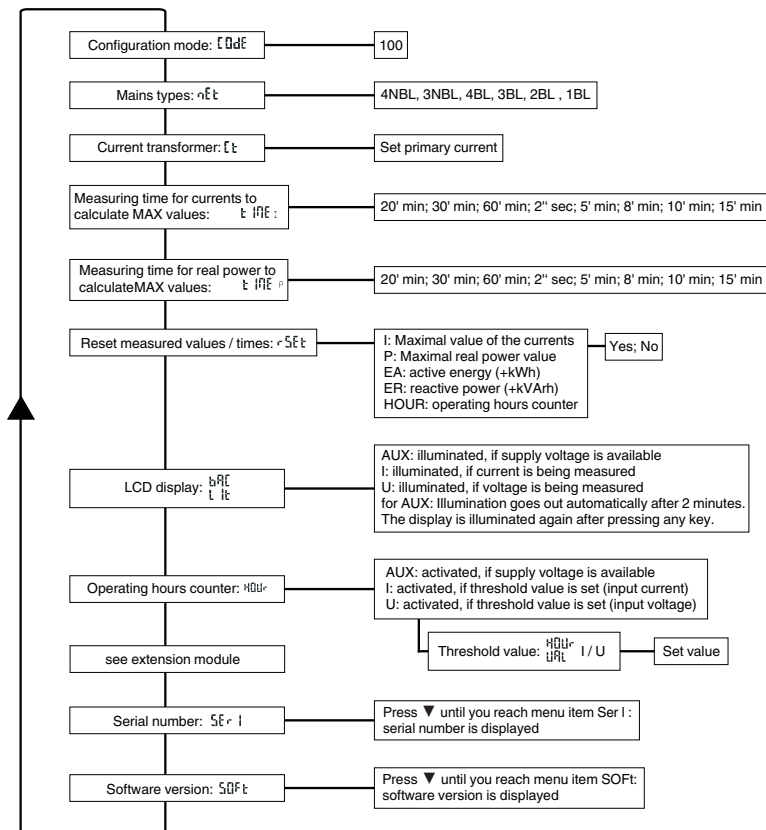 Configuration mode: CODE
100
Mains types: nEt
4NBL, 3NBL, 4BL, 3BL, 2BL , 1BL
Current transformer: Ct
Set primary current
Measuring time for currents to
calculate MAX values: tIME I
20' min; 30' min; 60' min; 2'' sec; 5' min; 8' min; 10' min; 15' min
Measuring time for real power to
calculateMAX values: tIME P
20' min; 30' min; 60' min; 2'' sec; 5' min; 8' min; 10' min; 15' min
Reset measured values / times: rSEt
I: Maximal value of the currents
P: Maximal real power value
EA: active energy (+kWh)
ER: reactive power (+kVArh)
HOUR: operating hours counter
Yes; No
LCD display: bAC
LIt
AUX: illuminated, if supply voltage is available
I: illuminated, if current is being measured
U: illuminated, if voltage is being measured
for AUX: Illumination goes out automatically after 2 minutes.
The display is illuminated again after pressing any key.
Operating hours counter: HOUr
AUX: activated, if supply voltage is available
I: activated, if threshold value is set (input current)
U: activated, if threshold value is set (input voltage)
Threshold value: HOUr VAL I / U
Set value
see extension module
Serial number: SEr I
Press ▼ until you reach menu item Ser I :
serial number is displayed
Software version: SOFt
Press ▼ until you reach menu item SOFt:
software version is displayed